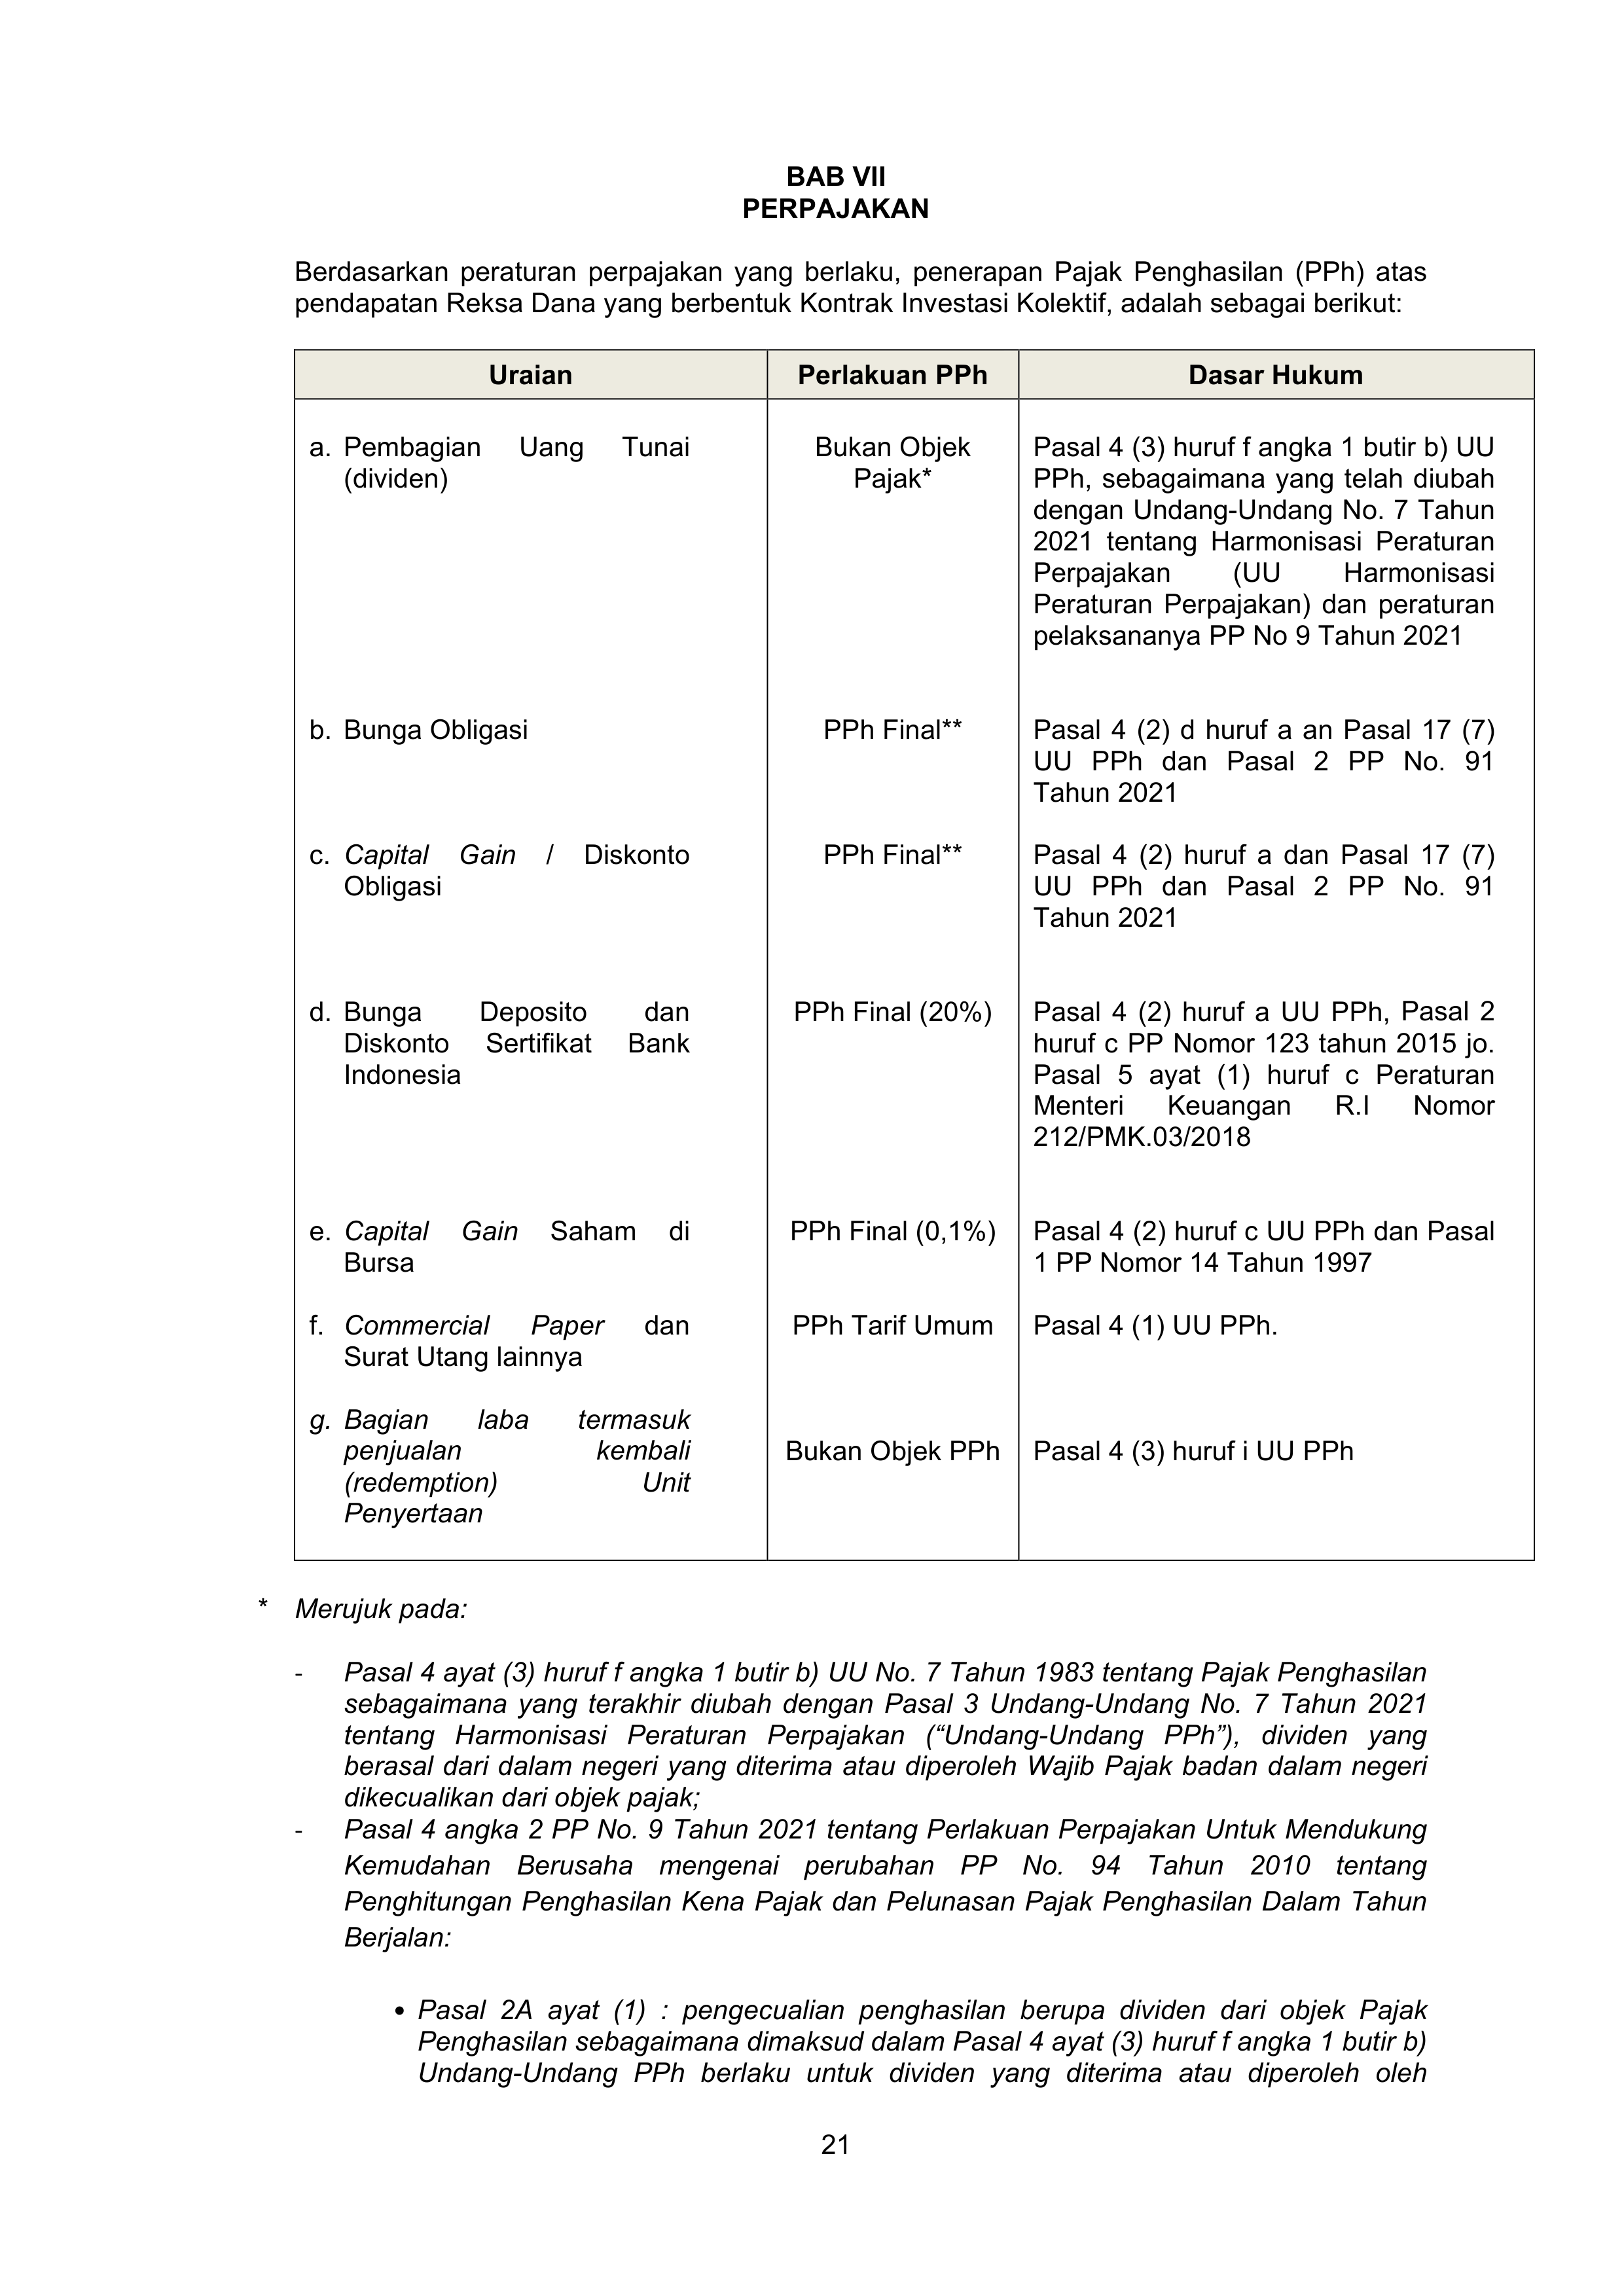 BAB VII
PERPAJAKAN
Berdasarkan peraturan perpajakan yang berlaku, penerapan Pajak Penghasilan (PPh) atas
pendapatan Reksa Dana yang berbentuk Kontrak Investasi Kolektif, adalah sebagai berikut:
Uraian Perlakuan PPh Dasar Hukum
a. Pembagian Uang Tunai
(dividen)
Bukan Objek
Pajak*
Pasal 4 (3) huruf f angka 1 butir b) UU
PPh, sebagaimana yang telah diubah
dengan Undang-Undang No. 7 Tahun
2021 tentang Harmonisasi Peraturan
Perpajakan (UU Harmonisasi
Peraturan Perpajakan) dan peraturan
pelaksananya PP No 9 Tahun 2021
b. Bunga Obligasi
PPh Final**
Pasal 4 (2) d huruf a an Pasal 17 (7)
UU PPh dan Pasal 2 PP No. 91
Tahun 2021
c. Capital Gain / Diskonto
Obligasi
PPh Final**
Pasal 4 (2) huruf a dan Pasal 17 (7)
UU PPh dan Pasal 2 PP No. 91
Tahun 2021
d. Bunga Deposito dan
Diskonto Sertifikat Bank
Indonesia
PPh Final (20%)
Pasal 4 (2) huruf a UU PPh, Pasal 2
huruf c PP Nomor 123 tahun 2015 jo.
Pasal 5 ayat (1) huruf c Peraturan
Menteri Keuangan R.I Nomor
212/PMK.03/2018
e. Capital Gain Saham di
Bursa
PPh Final (0,1%)
Pasal 4 (2) huruf c UU PPh dan Pasal
1 PP Nomor 14 Tahun 1997
f. Commercial Paper dan
Surat Utang lainnya
PPh Tarif Umum
Pasal 4 (1) UU PPh.
g. Bagian laba termasuk
penjualan kembali
(redemption) Unit
Penyertaan
Bukan Objek PPh
Pasal 4 (3) huruf i UU PPh
* Merujuk pada:
- Pasal 4 ayat (3) huruf f angka 1 butir b) UU No. 7 Tahun 1983 tentang Pajak Penghasilan
sebagaimana yang terakhir diubah dengan Pasal 3 Undang-Undang No. 7 Tahun 2021
tentang Harmonisasi Peraturan Perpajakan (“Undang-Undang PPh”), dividen yang
berasal dari dalam negeri yang diterima atau diperoleh Wajib Pajak badan dalam negeri
dikecualikan dari objek pajak;
- Pasal 4 angka 2 PP No. 9 Tahun 2021 tentang Perlakuan Perpajakan Untuk Mendukung
Kemudahan Berusaha mengenai perubahan PP No. 94 Tahun 2010 tentang
Penghitungan Penghasilan Kena Pajak dan Pelunasan Pajak Penghasilan Dalam Tahun
Berjalan:
• Pasal 2A ayat (1) : pengecualian penghasilan berupa dividen dari objek Pajak
Penghasilan sebagaimana dimaksud dalam Pasal 4 ayat (3) huruf f angka 1 butir b)
Undang-Undang PPh berlaku untuk dividen yang diterima atau diperoleh oleh
21